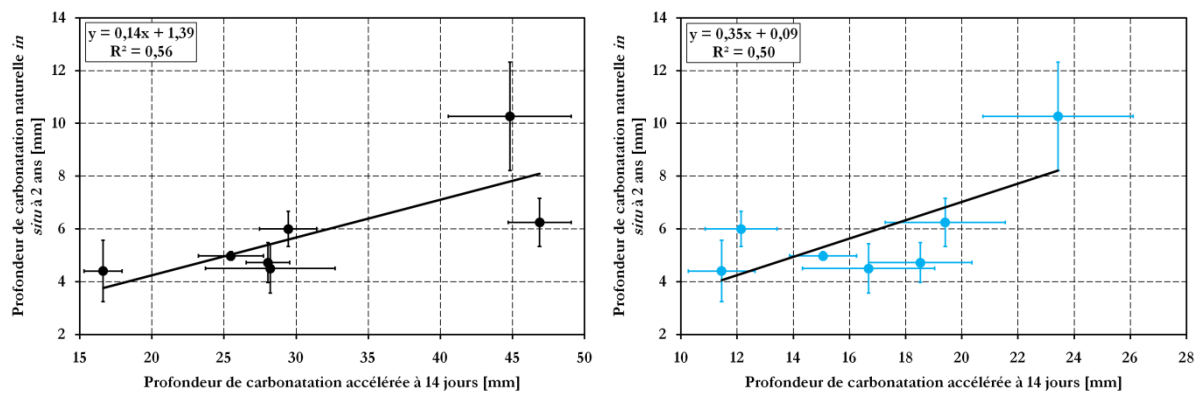 y = 0,14x + 1,39
R² = 0,56
Profondeur de carbonatation naturelle in
situ à 2 ans [mm]
14
12
10
8
6
4
2
15 20 25 30 35 40 45 50
Profondeur de carbonatation accélérée à 14 jours [mm]
y = 0,35x + 0,09
R² = 0,50
Profondeur de carbonatation naturelle in
situ à 2 ans [mm]
14
12
10
8
6
4
2
10 12 14 16 18 20 22 24 26 28
Profondeur de carbonatation accélérée à 14 jours [mm]